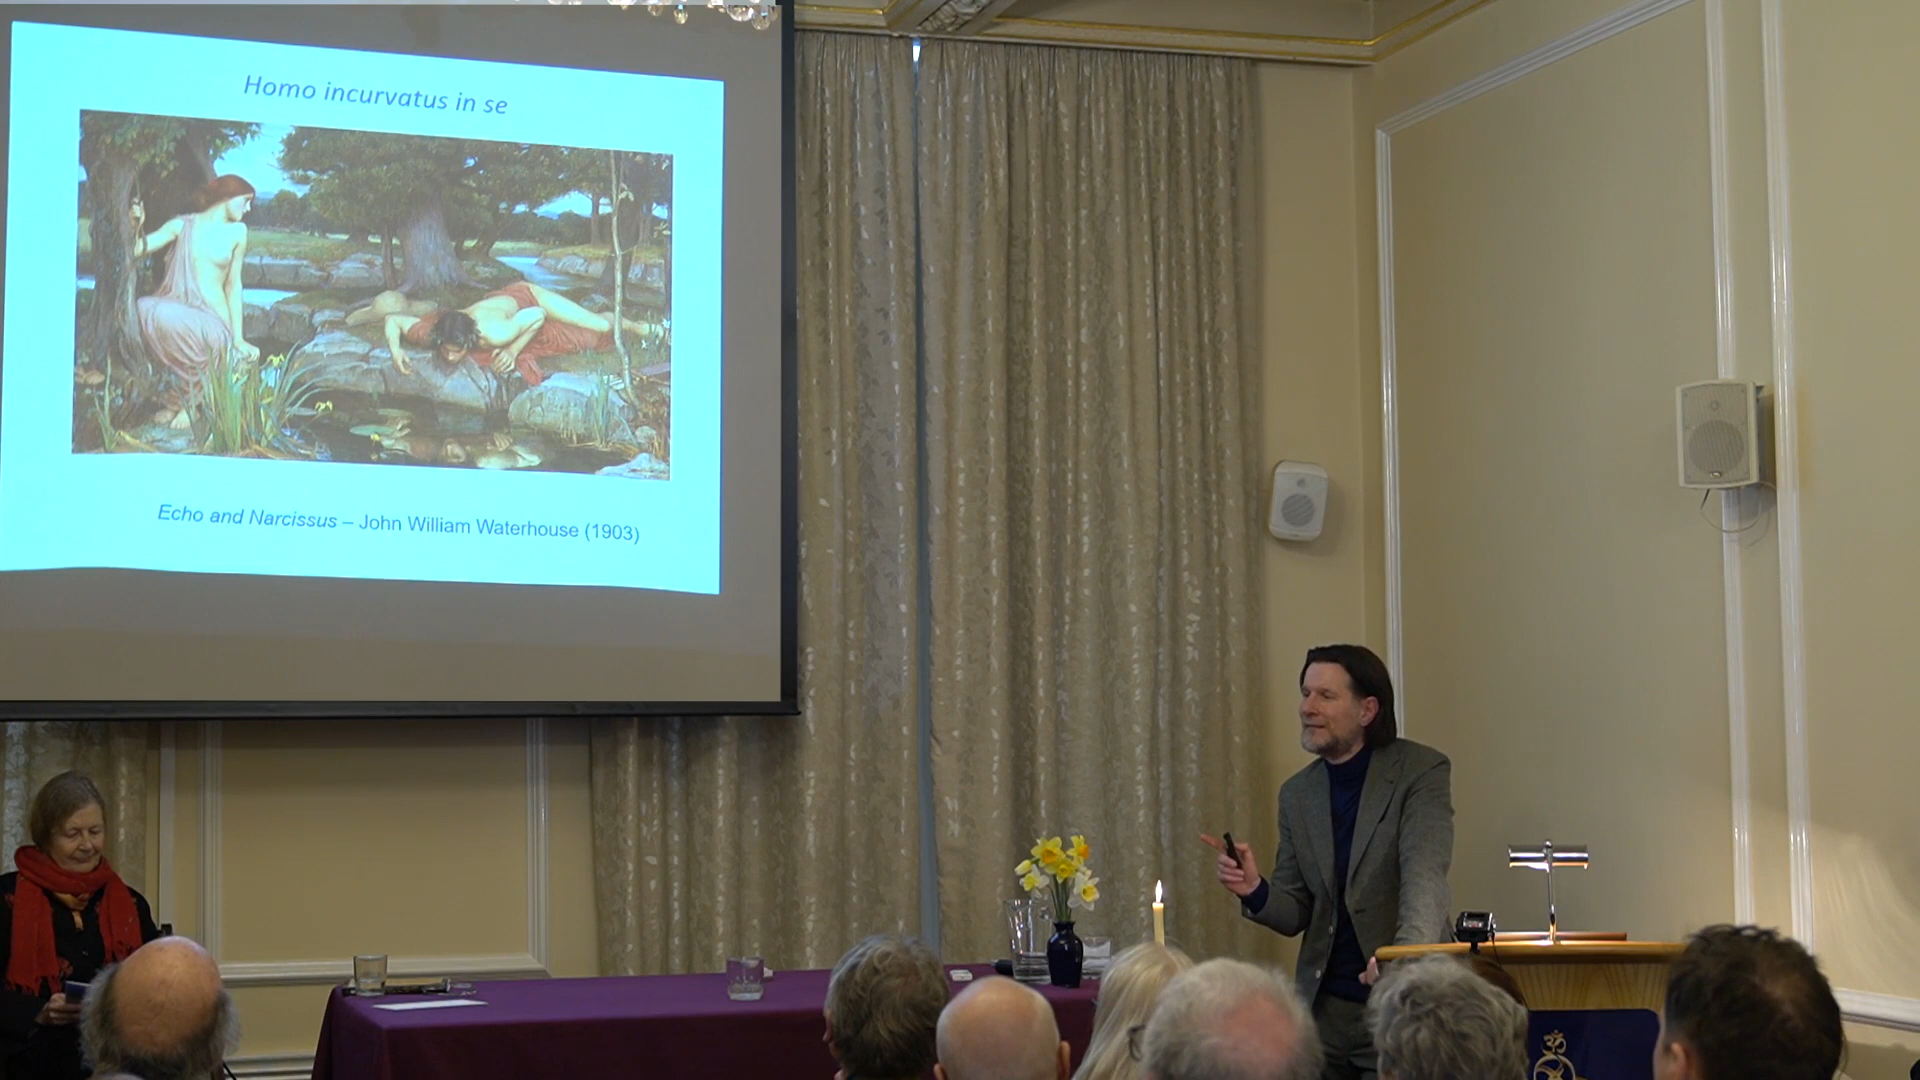 Homo incurvatus in se
Echo and Narcissus – John William Waterhouse (1903)
ॐ